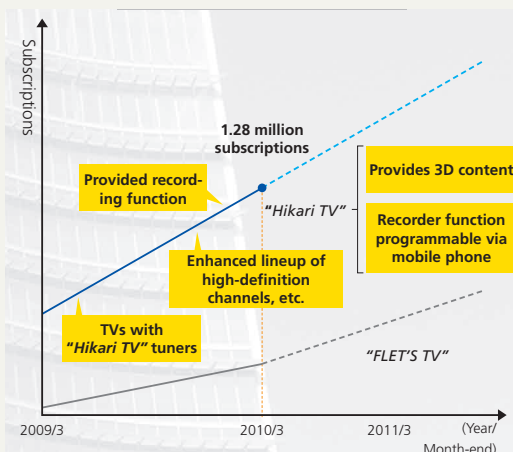 Subscriptions
1.28 million
subscriptions
Provided record-
ing function
"Hikari TV"
Provides 3D content
Recorder function
programmable via
mobile phone
Enhanced lineup of
high-definition
channels, etc.
TVs with
"Hikari TV" tuners
"FLET'S TV"
2009/3
2010/3
2011/3
(Year/
Month-end)